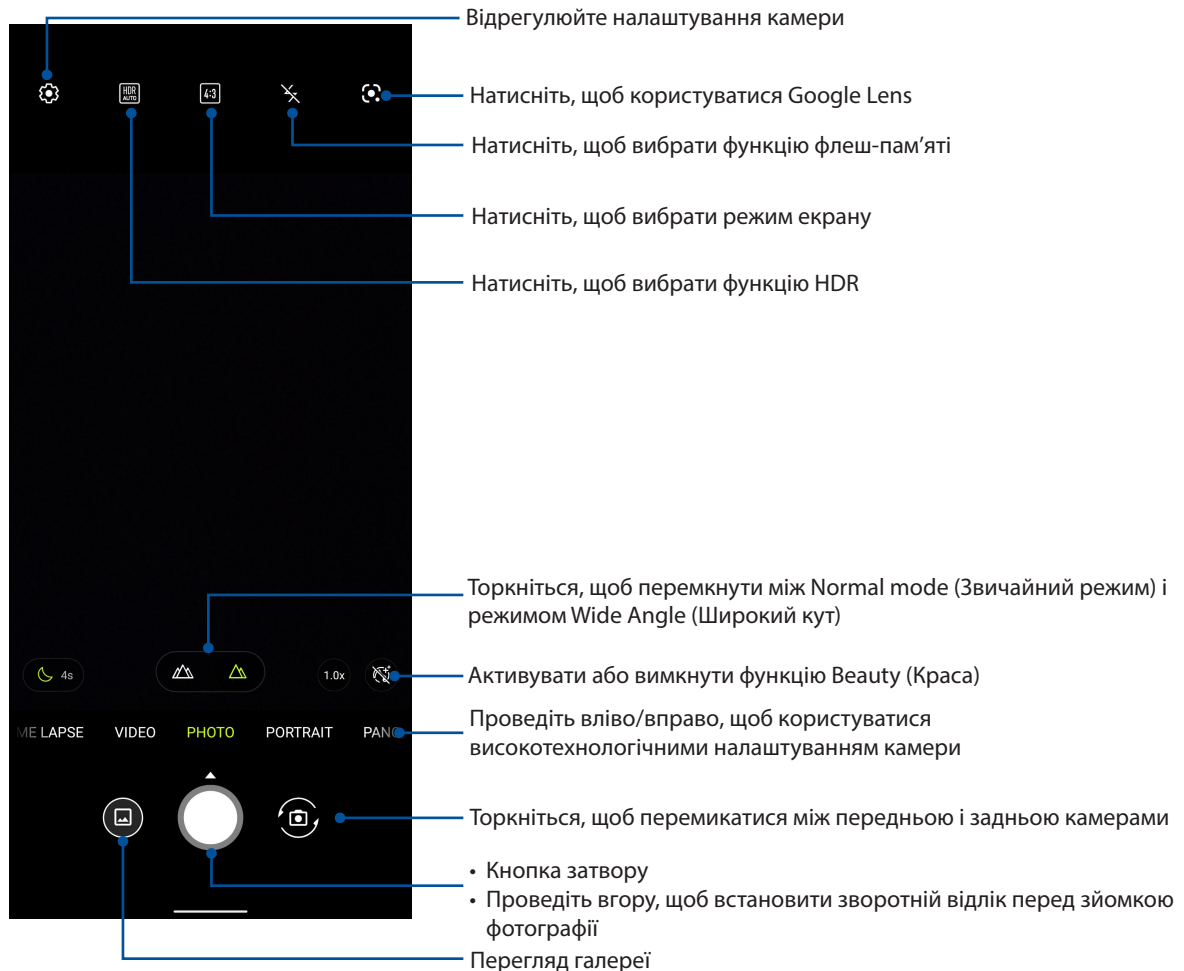 Відрегулюйте налаштування камери
HDR AUTO
4:3
Натисніть, щоб користуватися Google Lens
Натисніть, щоб вибрати функцію флеш-пам’яті
Натисніть, щоб вибрати режим екрану
Натисніть, щоб вибрати функцію HDR
Торкніться, щоб перемкнути між Normal mode (Звичайний режим) і
режимом Wide Angle (Широкий кут)
4s
1.0x
Активувати або вимкнути функцію Beauty (Краса)
ME LAPSE VIDEO PHOTO PORTRAIT PANO
Проведіть вліво/вправо, щоб користуватися
високотехнологічними налаштуванням камери
Торкніться, щоб перемикатися між передньою і задньою камерами
• Кнопка затвору
• Проведіть вгору, щоб встановити зворотній відлік перед зйомкою
фотографії
Перегляд галереї